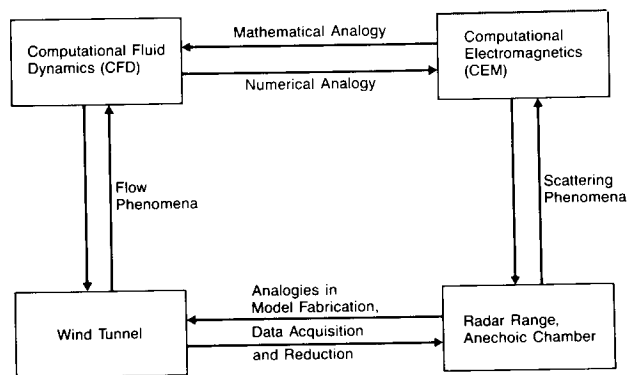 Mathematical Analogy
Computational Fluid
Dynamics (CFD)
Computational
Electromagnetics
(CEM)
Numerical Analogy
Flow
Phenomena
Scattering
Phenomena
Analogies in
Model Fabrication,
Wind Tunnel
Data Acquisition
and Reduction
Radar Range,
Anechoic Chamber